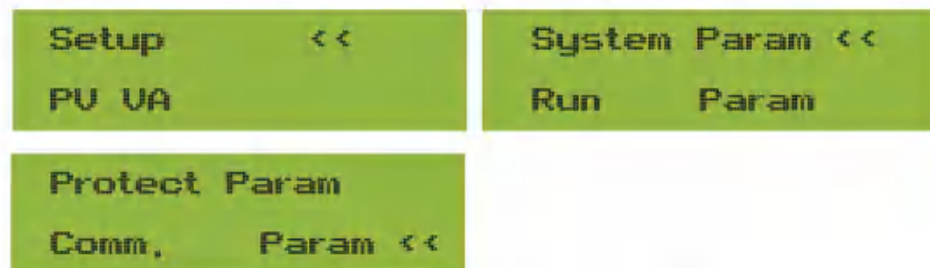 Setup <<
PV VA
System Param <<
Run Param
Protect Param
Comm. Param <<